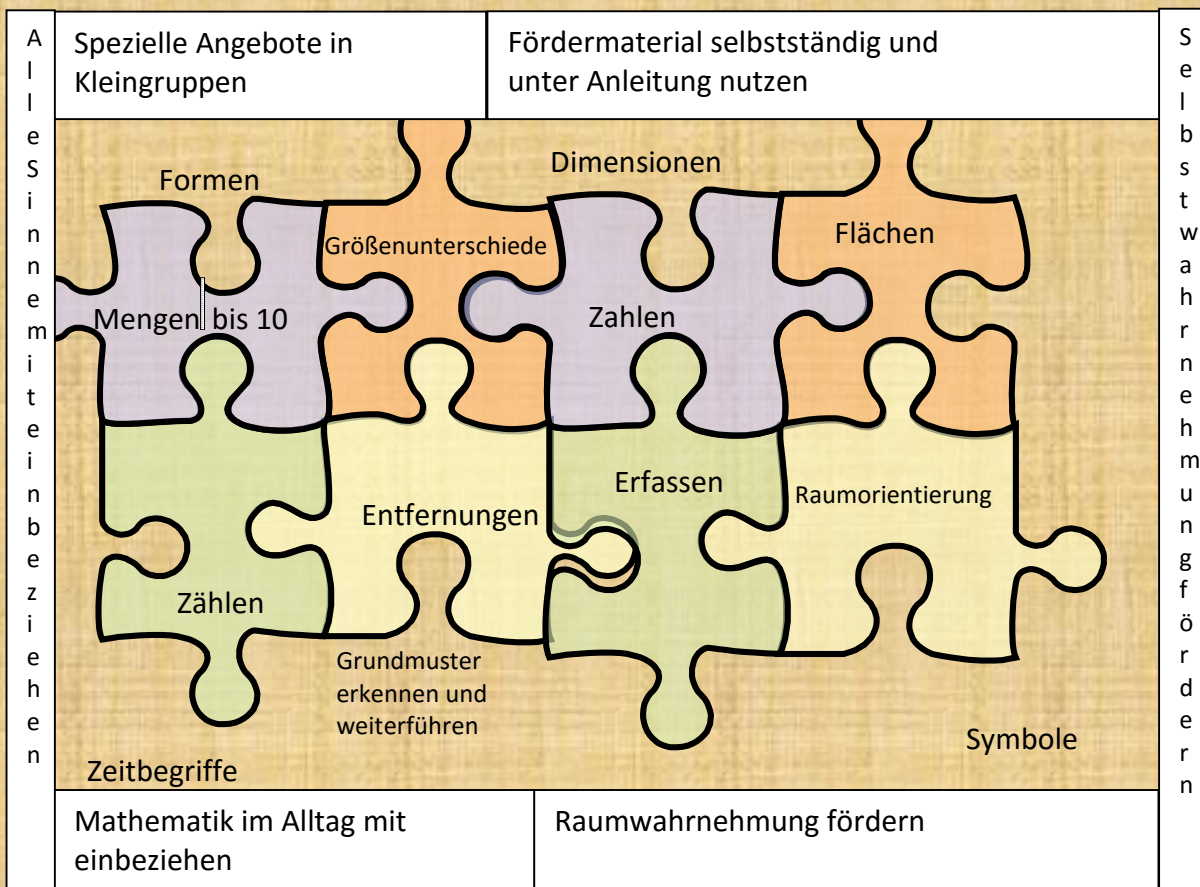 Alle Sinne miteinbeziehen
Spezielle Angebote in
Kleingruppen
Fördermaterial selbstständig und
unter Anleitung nutzen
Selbstwahrnehmung fördern
Formen
Dimensionen
Größenunterschiede
Flächen
Mengen bis 10
Zahlen
Entfernungen
Erfassen
Raumorientierung
Zählen
Grundmuster
erkennen und
weiterführen
Symbole
Zeitbegriffe
Mathematik im Alltag mit
einbeziehen
Raumwahrnehmung fördern